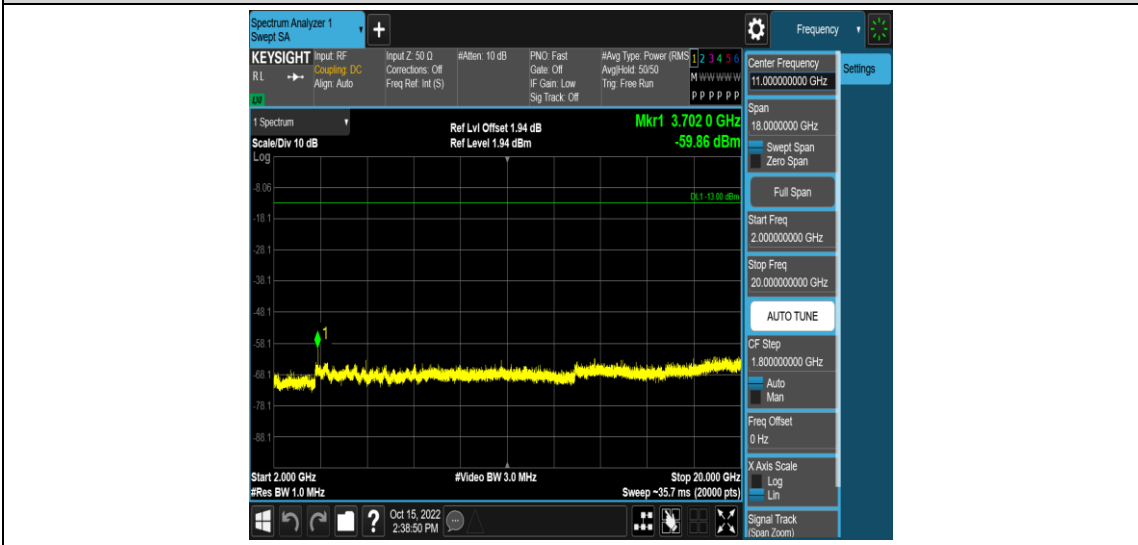 Spectrum Analyzer 1
Swept SA
+
Frequency
KEYSIGHT
RL
LXI
Input: RF
Coupling: DC
Align: Auto
Input Z: 50 Ω
Corrections: Off
Freq Ref: Int (S)
#Atten: 10 dB
PNO: Fast
Gate: Off
IF Gain: Low
Sig Track: Off
#Avg Type: Power (RMS
Avg|Hold: 50/50
Trig: Free Run
1 2 3 4 5 6
M W W W W W
P P P P P P
1 Spectrum
Scale/Div 10 dB
Log
Ref Lvl Offset 1.94 dB
Ref Level 1.94 dBm
Mkr1 3.702 0 GHz
-59.86 dBm
-8.06
DL1 -13.00 dBm
-18.1
-28.1
-38.1
-48.1
1
-58.1
-68.1
-78.1
-88.1
Start 2.000 GHz
#Res BW 1.0 MHz
#Video BW 3.0 MHz
Stop 20.000 GHz
Sweep ~35.7 ms (20000 pts)
Oct 15, 2022
2:38:50 PM
Settings
Center Frequency
11.000000000 GHz
Span
18.0000000 GHz
Swept Span
Zero Span
Full Span
Start Freq
2.000000000 GHz
Stop Freq
20.000000000 GHz
AUTO TUNE
CF Step
1.800000000 GHz
Auto
Man
Freq Offset
0 Hz
X Axis Scale
Log
Lin
Signal Track
(Span Zoom)